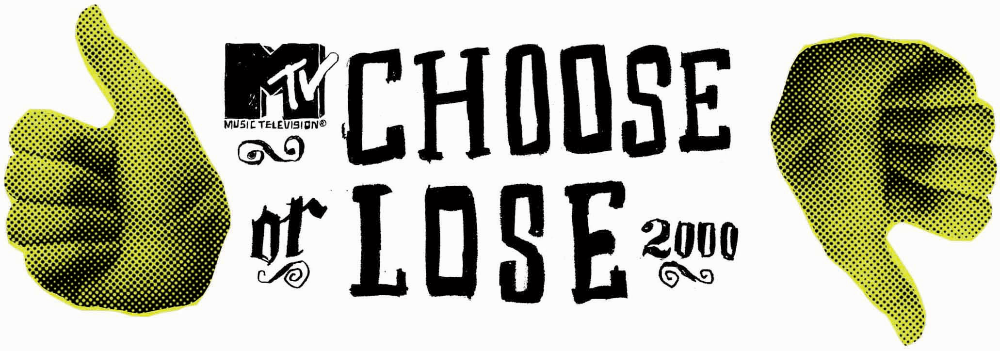 MTV
MUSIC TELEVISION®
CHOOSE
or LOSE 2000